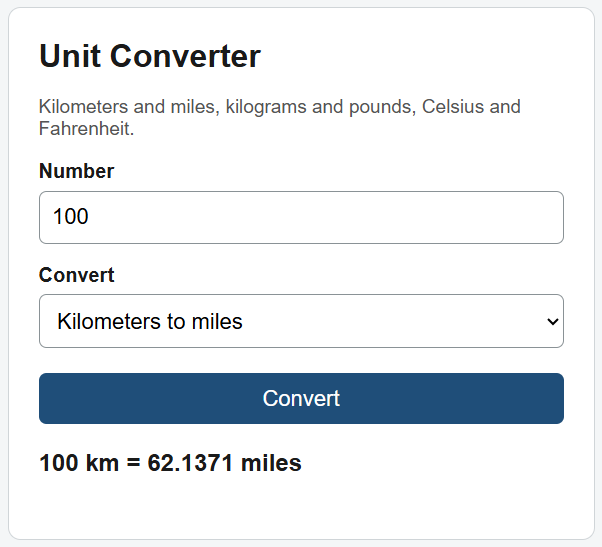 Unit Converter
Kilometers and miles, kilograms and pounds, Celsius and
Fahrenheit.
Number
100
Convert
Kilometers to miles
Convert
100 km = 62.1371 miles